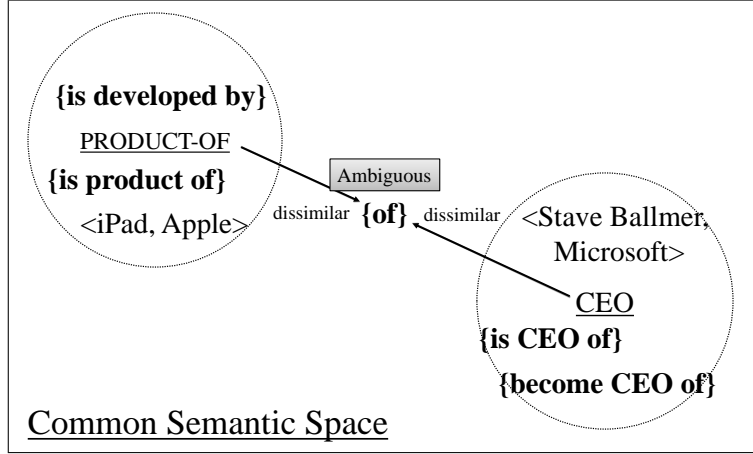 {is developed by}
PRODUCT-OF
{is product of}
<iPad, Apple>
Ambiguous
dissimilar {of} dissimilar
<Stave Ballmer,
Microsoft>
CEO
{is CEO of}
{become CEO of}
Common Semantic Space